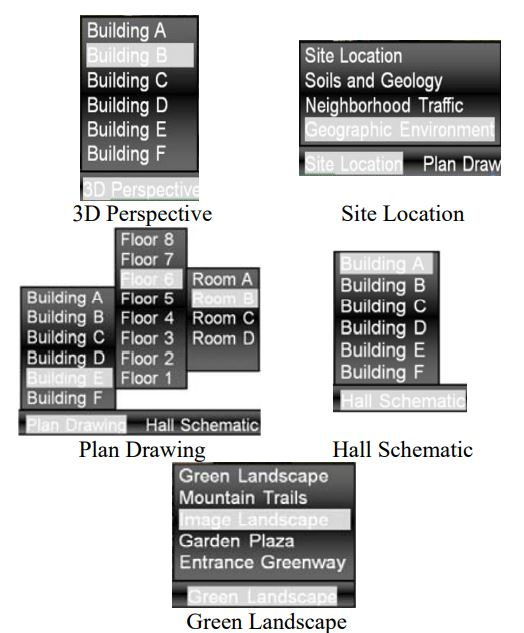 Building A
Building B
Building C
Building D
Building E
Building F
3D Perspective
3D Perspective
Site Location
Soils and Geology
Neighborhood Traffic
Geographic Environment
Site Location Plan Draw
Site Location
Building A
Building B
Building C
Building D
Building E
Building F
Floor 8
Floor 7
Floor 6
Floor 5
Floor 4
Floor 3
Floor 2
Floor 1
Room A
Room B
Room C
Room D
Plan Drawing Hall Schematic
Plan Drawing
Building A
Building B
Building C
Building D
Building E
Building F
Hall Schematic
Hall Schematic
Green Landscape
Mountain Trails
Image Landscape
Garden Plaza
Entrance Greenway
Green Landscape
Green Landscape